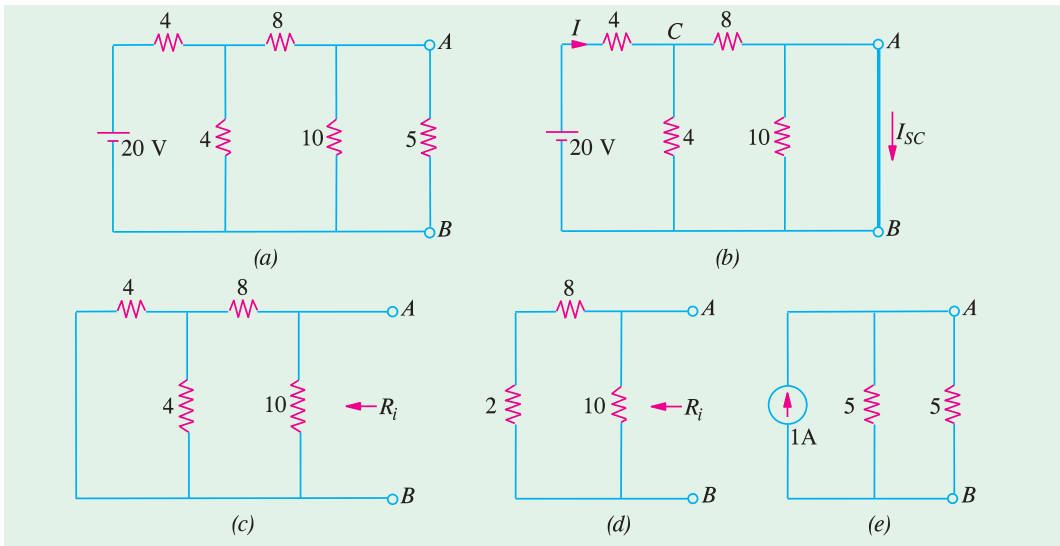 4 8 A
20 V 4 10 5
B
(a)
I 4 C 8 A
20 V 4 10 I_SC
B
(b)
4 8 A
4 10 R_i
B
(c)
8 A
2 10 R_i
B
(d)
A
1A 5 5
B
(e)